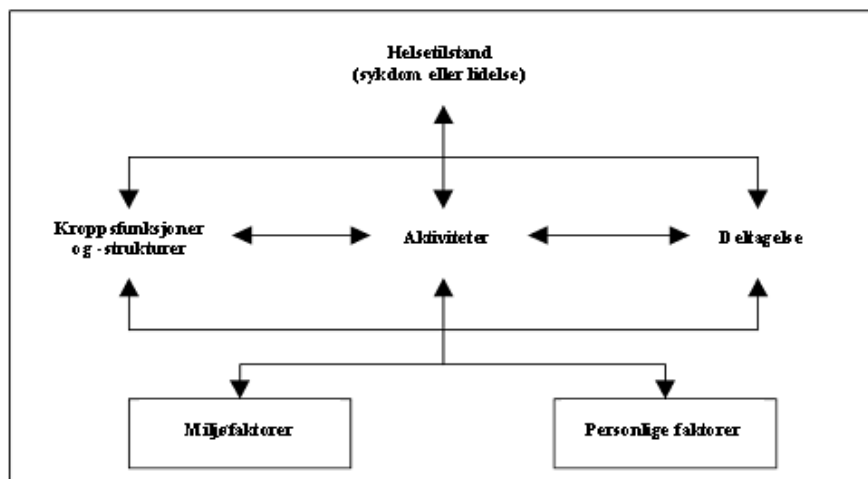 Helsetilstand
(sykdom eller lidelse)
Kroppsfunksjoner
og -strukturer
Aktiviteter
Deltagelse
Miljøfaktorer
Personlige faktorer